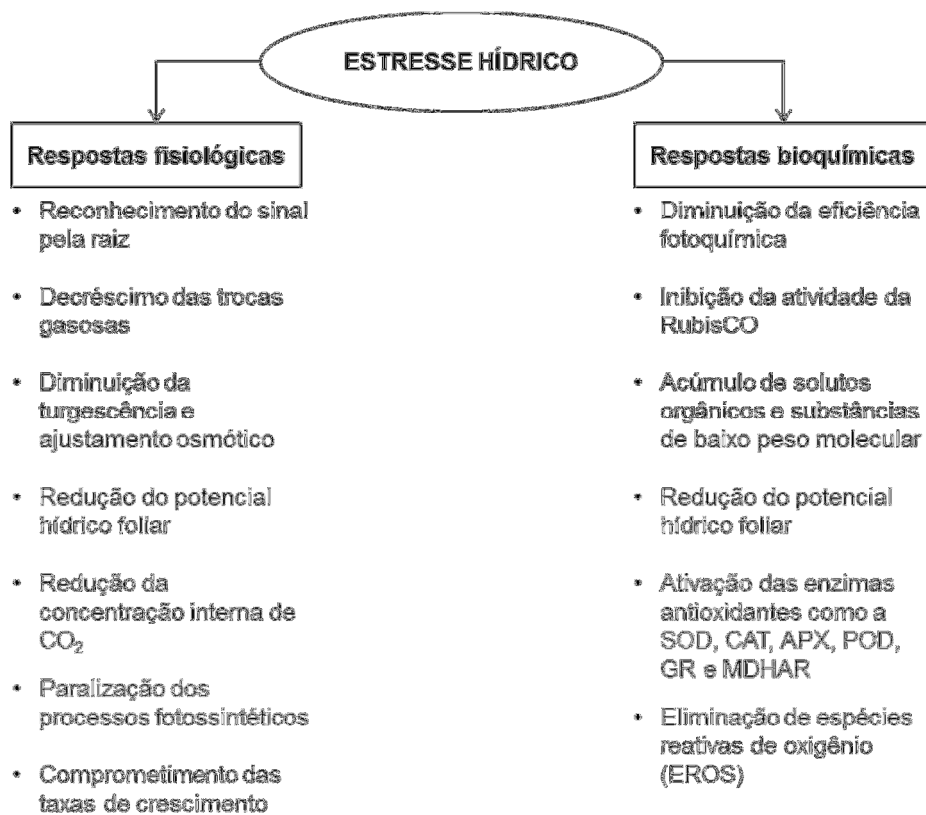 ESTRESSE HÍDRICO
Respostas fisiológicas
• Reconhecimento do sinal
pela raiz
• Decréscimo das trocas
gasosas
• Diminuição da
turgescência e
ajustamento osmótico
• Redução do potencial
hídrico foliar
• Redução da
concentração interna de
CO₂
• Paralização dos
processos fotossintéticos
• Comprometimento das
taxas de crescimento
Respostas bioquímicas
• Diminuição da eficiência
fotoquímica
• Inibição da atividade da
RubisCO
• Acúmulo de solutos
orgânicos e substâncias
de baixo peso molecular
• Redução do potencial
hídrico foliar
• Ativação das enzimas
antioxidantes como a
SOD, CAT, APX, POD,
GR e MDHAR
• Eliminação de espécies
reativas de oxigênio
(EROS)